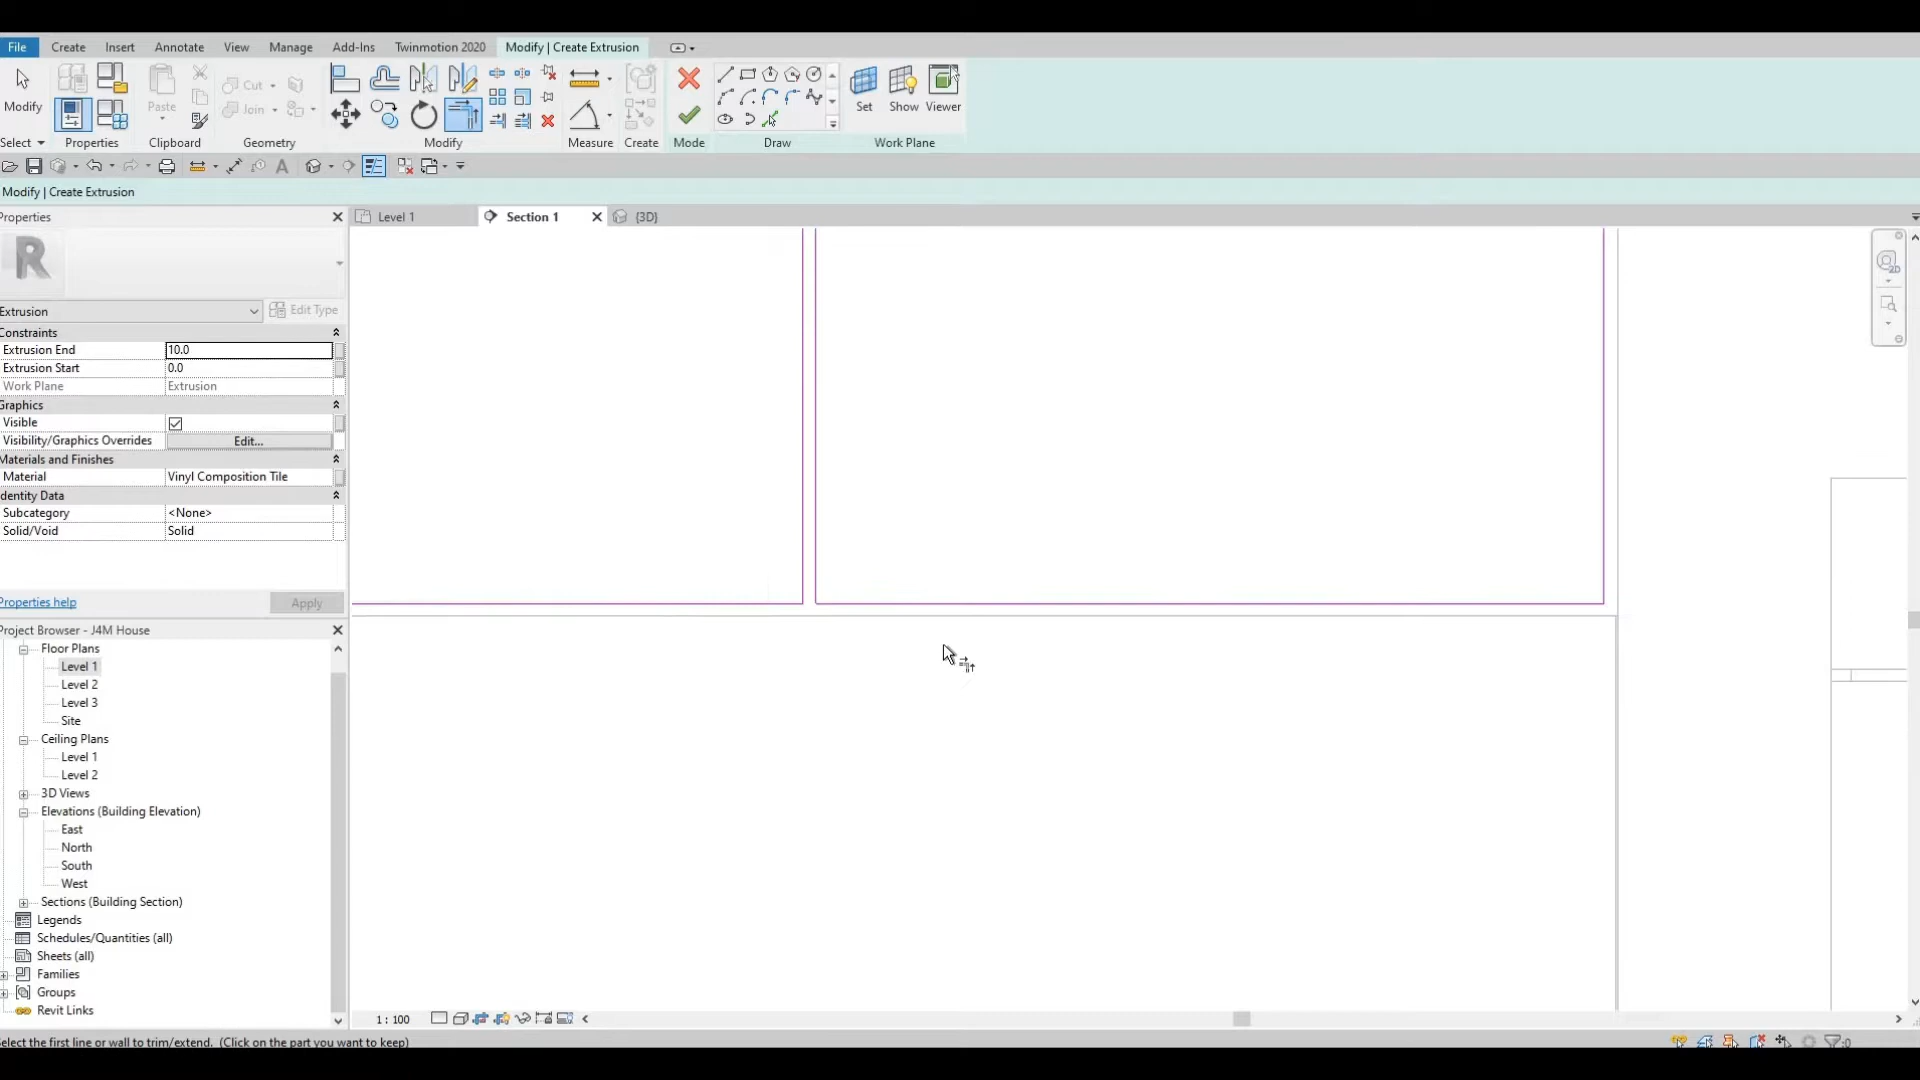 File Create Insert Annotate View Manage Add-Ins Twinmotion 2020 Modify | Create Extrusion
Modify Paste Cut Join Set Show Viewer
Select Properties Clipboard Geometry Modify Measure Create Mode Draw Work Plane
Modify | Create Extrusion
Properties
Level 1 Section 1 {3D}
R
Extrusion Edit Type
Constraints
Extrusion End 10.0
Extrusion Start 0.0
Work Plane Extrusion
Graphics
Visible
Visibility/Graphics Overrides Edit...
Materials and Finishes
Material Vinyl Composition Tile
dentity Data
Subcategory <None>
Solid/Void Solid
Properties help Apply
Project Browser - J4M House
Floor Plans
Level 1
Level 2
Level 3
Site
Ceiling Plans
Level 1
Level 2
3D Views
Elevations (Building Elevation)
East
North
South
West
Sections (Building Section)
Legends
Schedules/Quantities (all)
Sheets (all)
Families
Groups
Revit Links
1 : 100
Select the first line or wall to trim/extend. (Click on the part you want to keep) :0